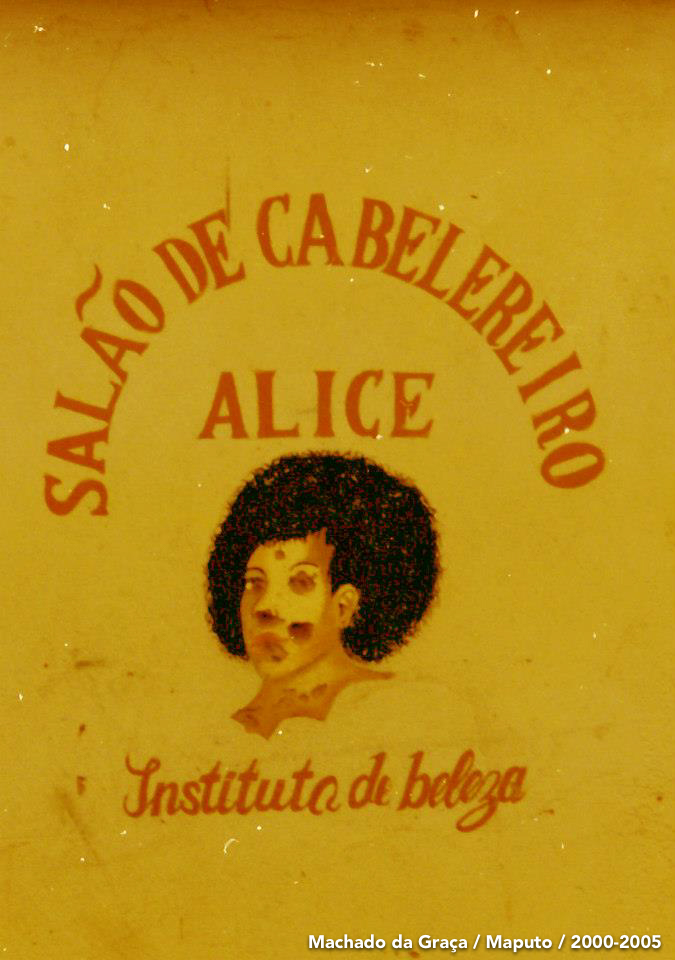 SALÃO DE CABELEREIRO
ALICE
Instituto de beleza
Machado da Graça / Maputo / 2000-2005